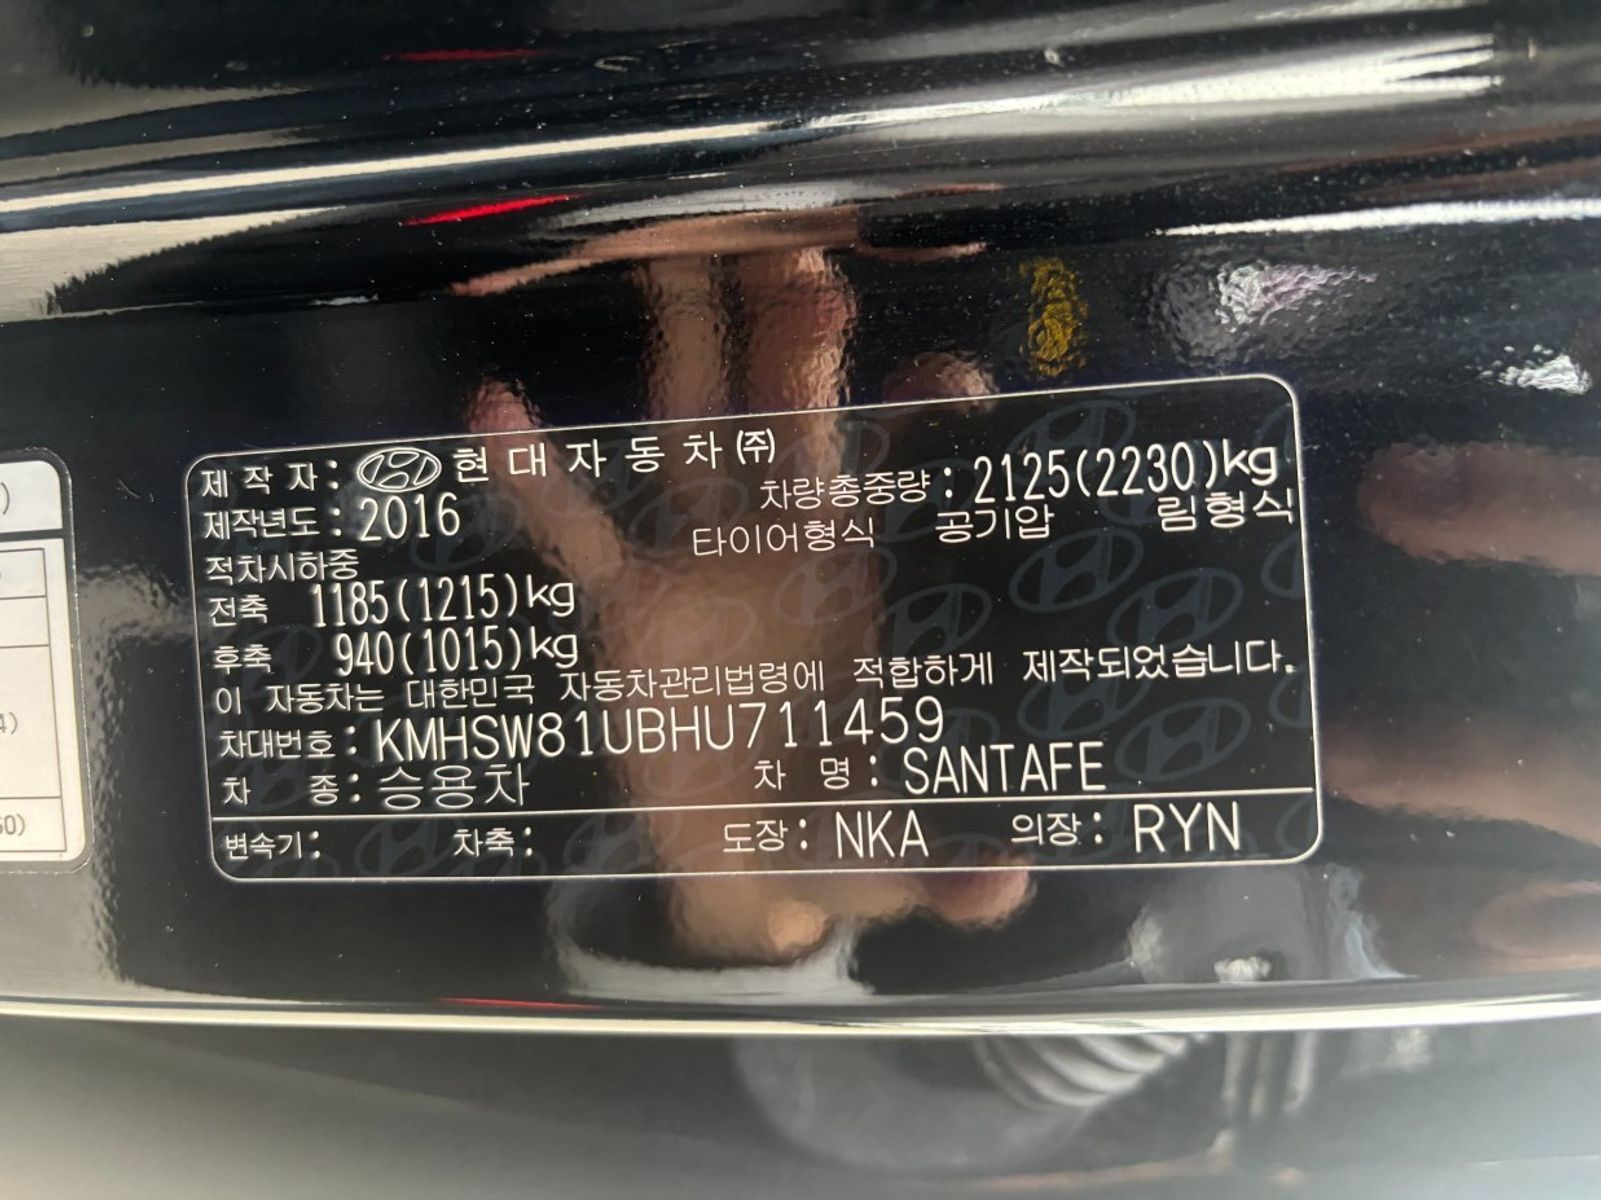 제작자: 현대자동차㈜
제작년도: 2016 차량총중량: 2125(2230)kg
타이어형식 공기압 림형식
적차시하중
전축 1185(1215)kg
후축 940(1015)kg
이 자동차는 대한민국 자동차관리법령에 적합하게 제작되었습니다.
차대번호: KMHSW81UBHU711459
차 종: 승용차 차 명: SANTAFE
변속기: 차축: 도장: NKA 의장: RYN